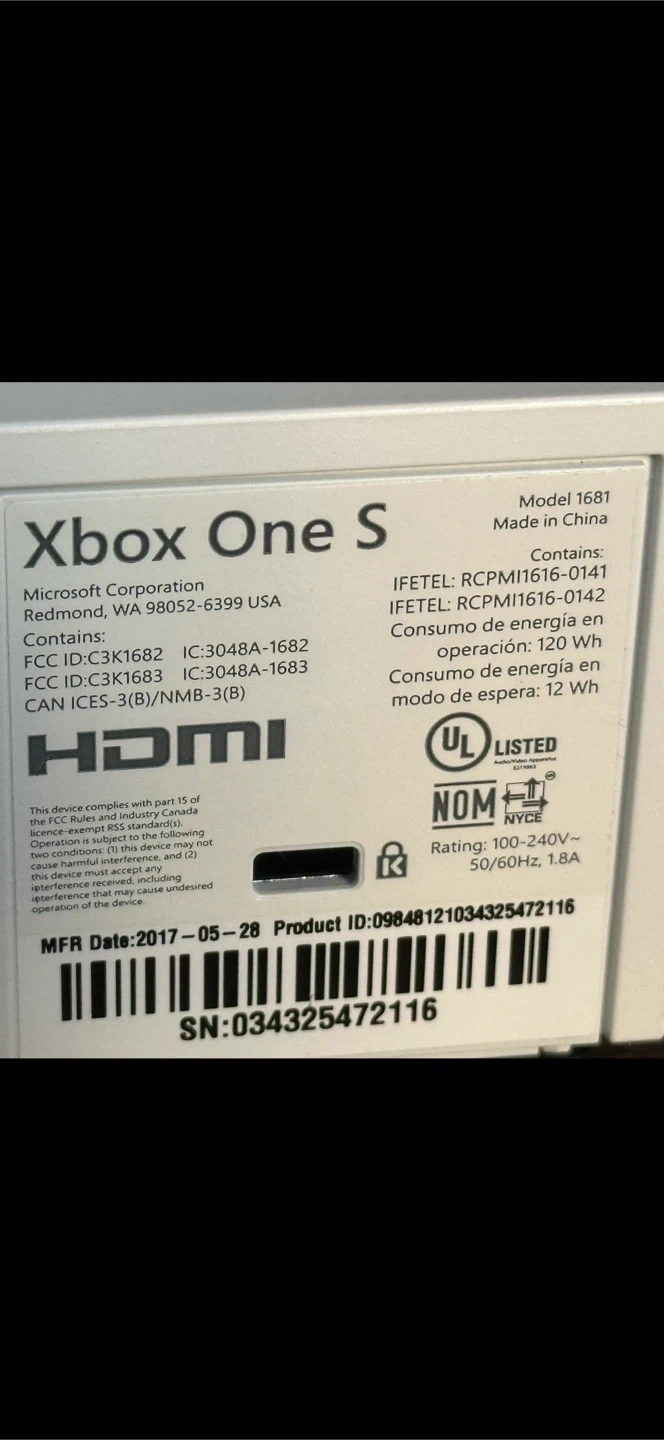 Xbox One S
Microsoft Corporation
Redmond, WA 98052-6399 USA
Contains:
FCC ID:C3K1682 IC:3048A-1682
FCC ID:C3K1683 IC:3048A-1683
CAN ICES-3(B)/NMB-3(B)
HDMI
This device complies with part 15 of
the FCC Rules and Industry Canada
licence-exempt RSS standard(s).
Operation is subject to the following
two conditions: (1) this device may not
cause harmful interference, and (2)
this device must accept any
interference received, including
interference that may cause undesired
operation of the device.
Model 1681
Made in China
Contains:
IFETEL: RCPMI1616-0141
IFETEL: RCPMI1616-0142
Consumo de energía en
operación: 120 Wh
Consumo de energía en
modo de espera: 12 Wh
UL LISTED
Audio/Video Apparatus
NOM
NYCE
Rating: 100-240V~
50/60Hz, 1.8A
K
MFR Date:2017-05-28 Product ID:09848121034325472116
SN:034325472116